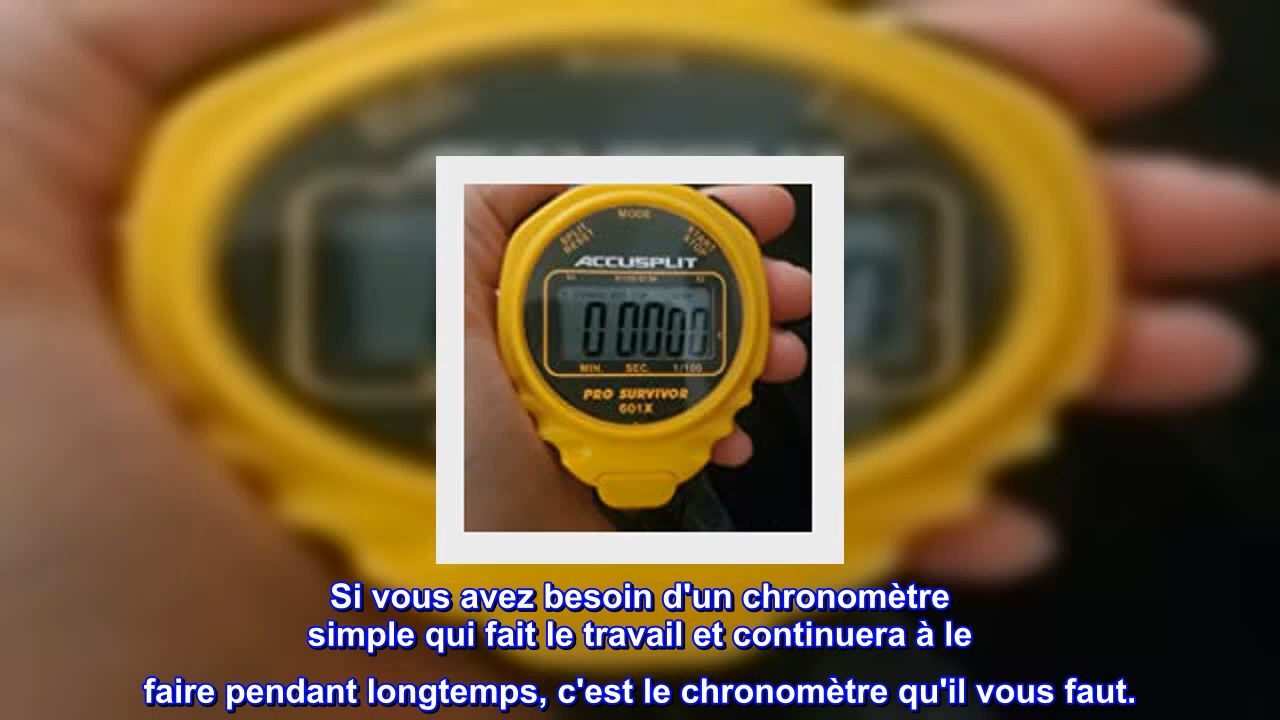 MODE
SPLIT
RESET
START
STOP
ACCUSPLIT
0 00 00
MIN. SEC. 1/100
PRO SURVIVOR
601X
Si vous avez besoin d'un chronomètre
simple qui fait le travail et continuera à le
faire pendant longtemps, c'est le chronomètre qu'il vous faut.